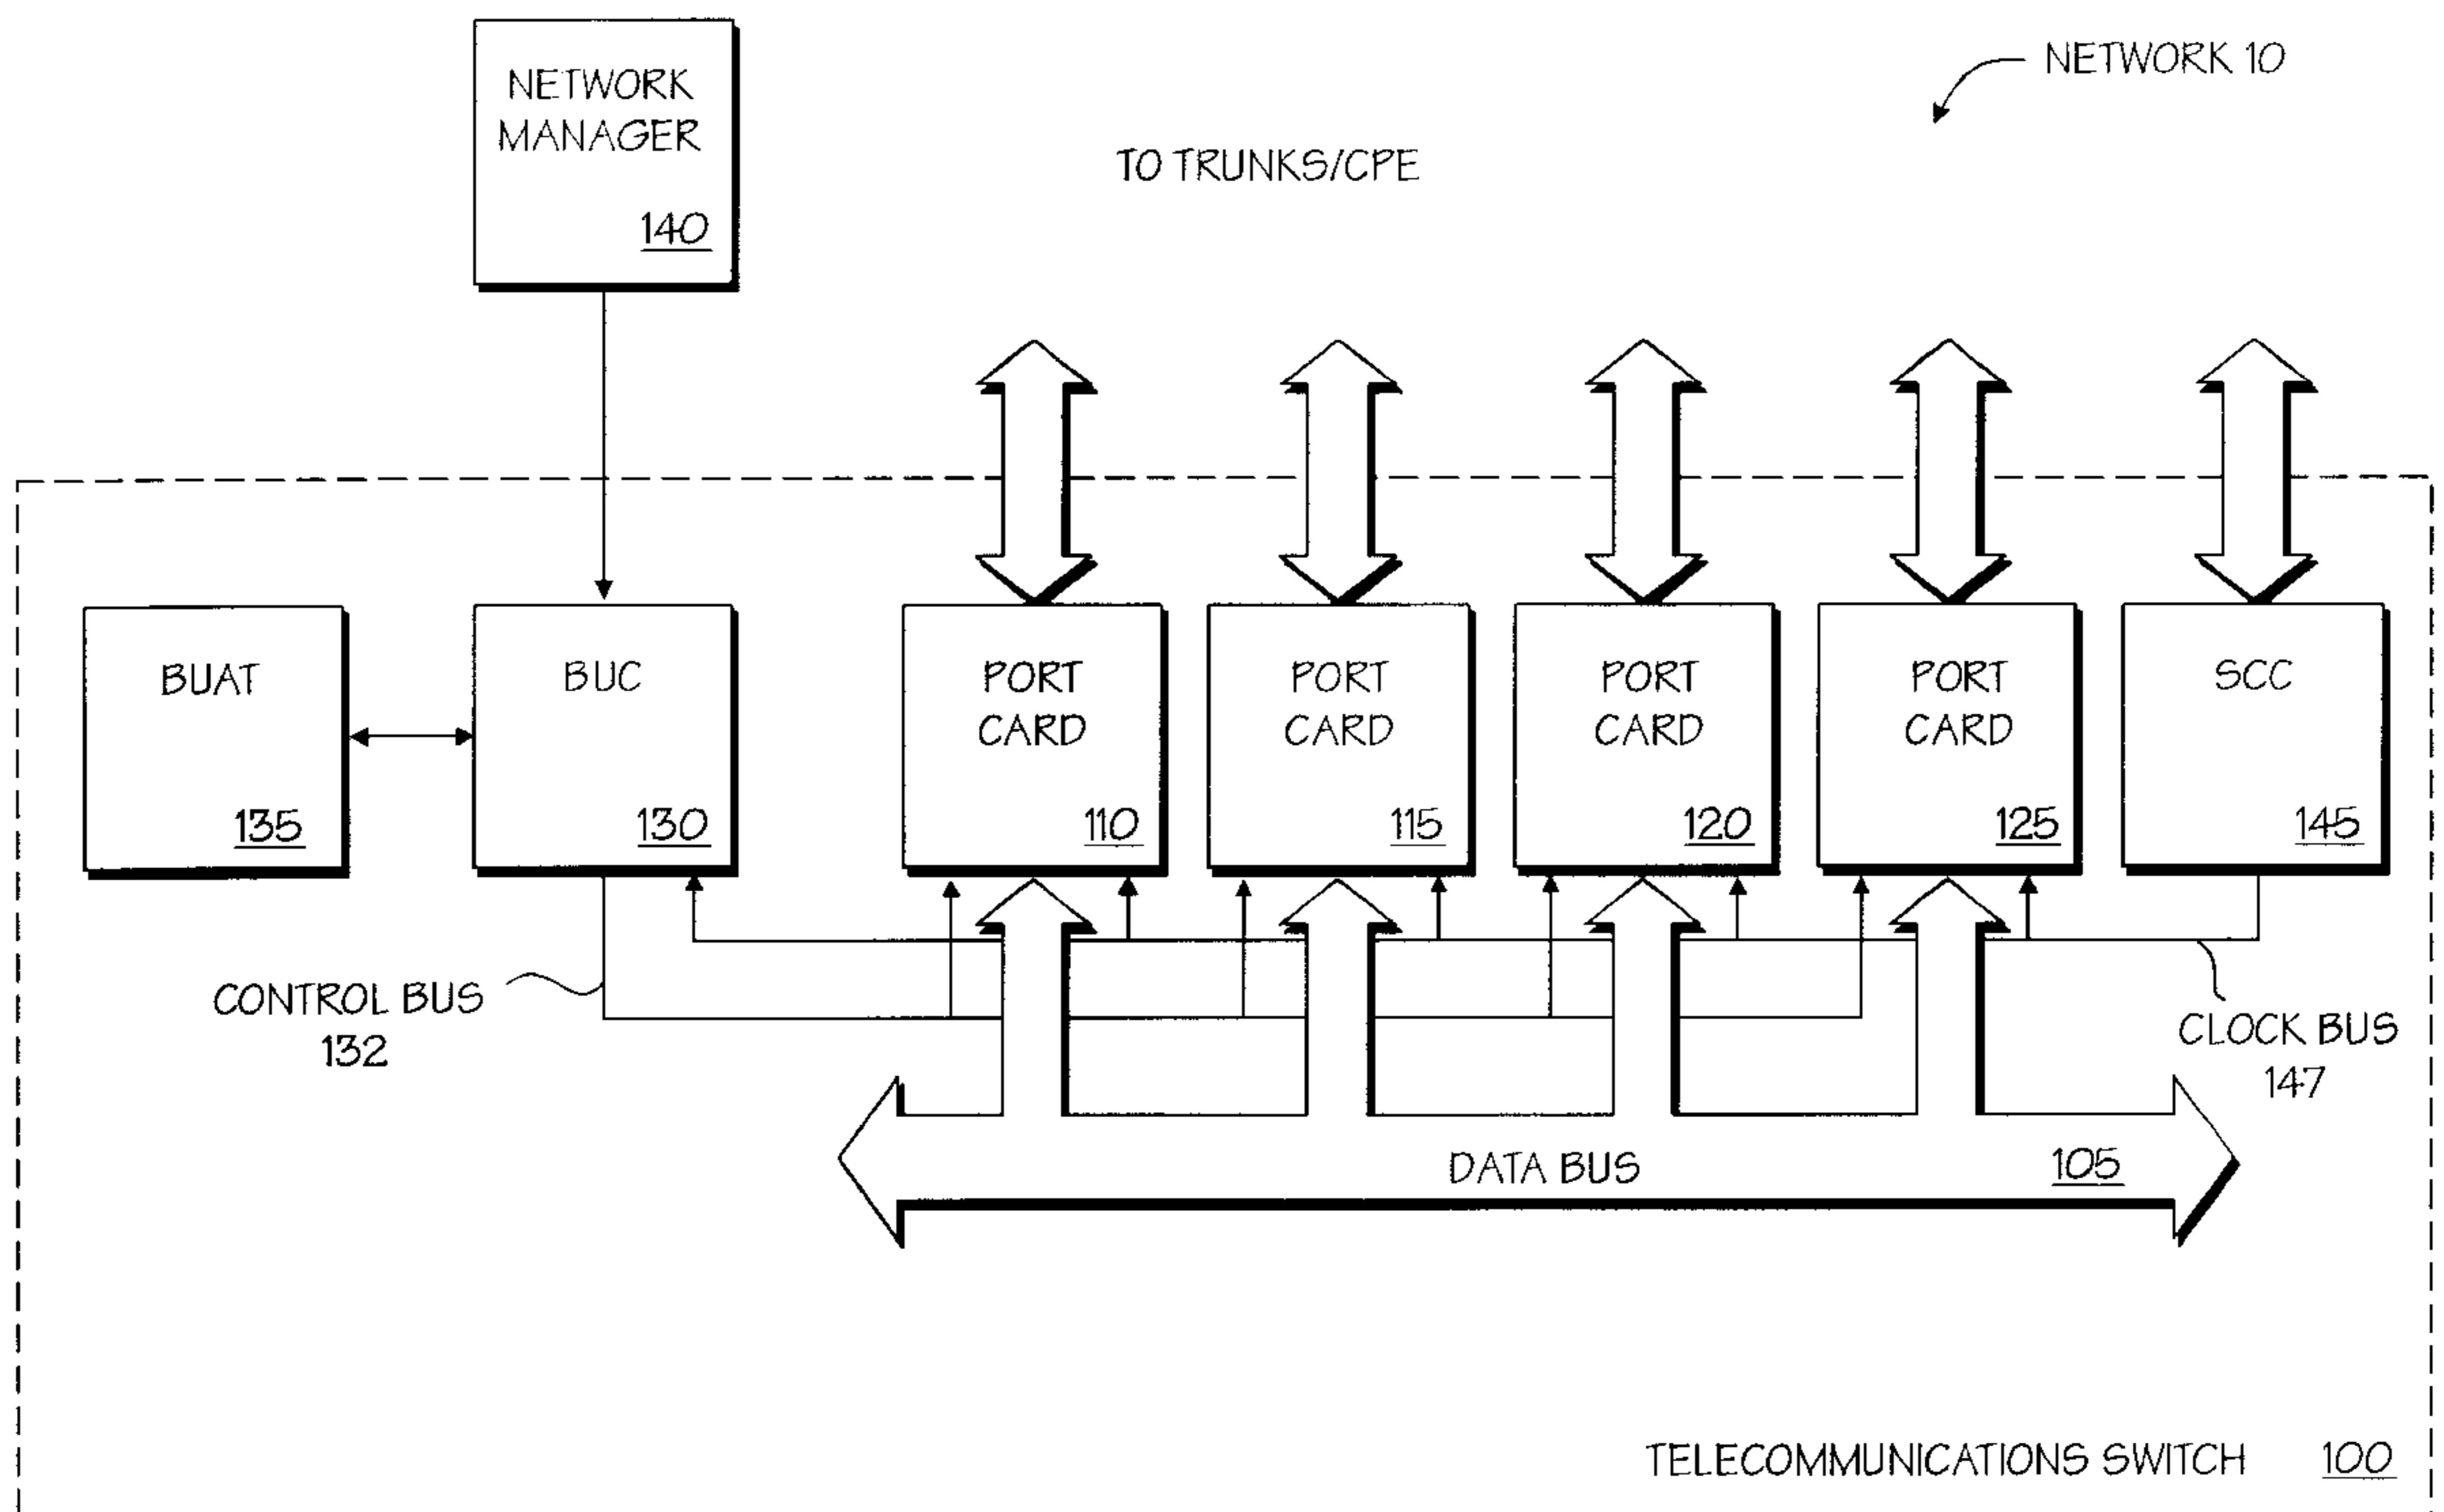 NETWORK 10
NETWORK
MANAGER
140
TO TRUNKS/CPE
BUAT
135
BUC
130
PORT
CARD
110
PORT
CARD
115
PORT
CARD
120
PORT
CARD
125
SCC
145
CONTROL BUS
132
CLOCK BUS
147
DATA BUS 105
TELECOMMUNICATIONS SWITCH 100